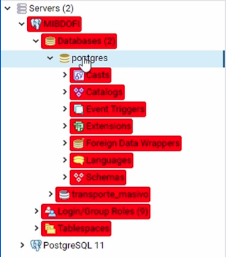 Servers (2)
MIBDOFI
Databases (2)
postgres
Casts
Catalogs
Event Triggers
Extensions
Foreign Data Wrappers
Languages
Schemas
transporte_masivo
Login/Group Roles (9)
Tablespaces
PostgreSQL 11